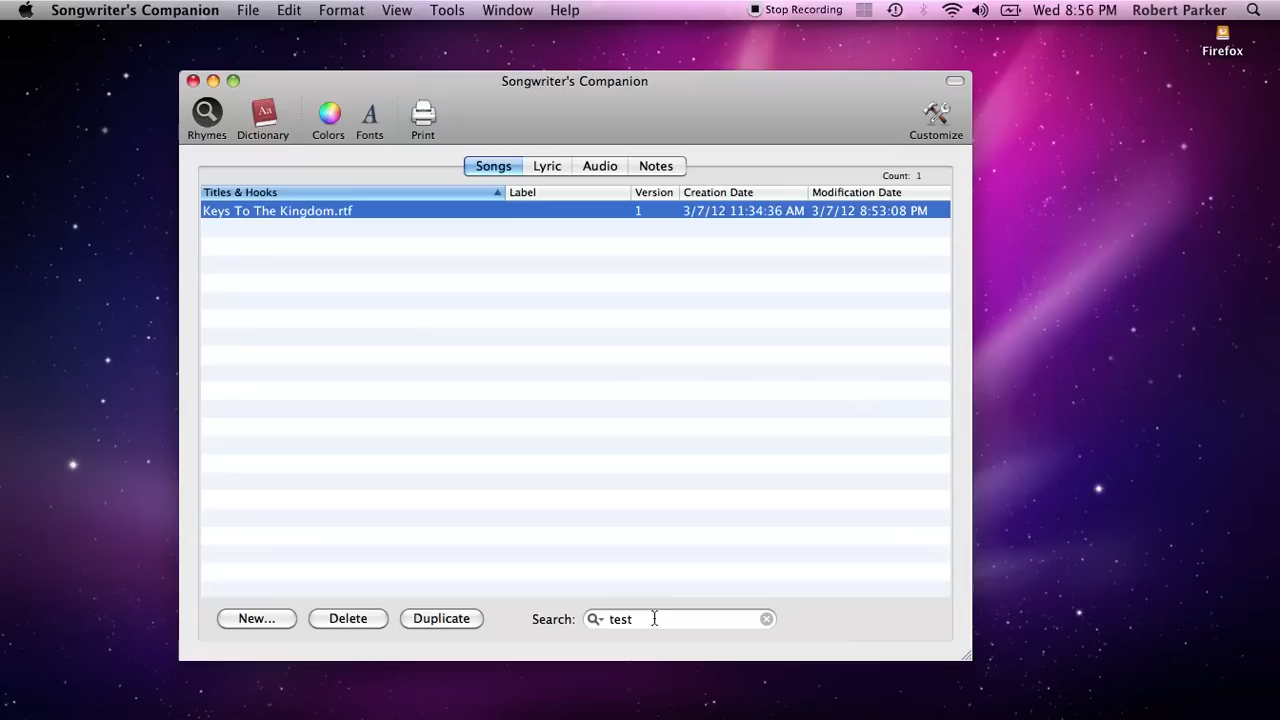 Songwriter's Companion File Edit Format View Tools Window Help Stop Recording Wed 8:56 PM Robert Parker
Firefox
Songwriter's Companion
Aa A
Rhymes Dictionary Colors Fonts Print Customize
Songs Lyric Audio Notes
Count: 1
Titles & Hooks Label Version Creation Date Modification Date
Keys To The Kingdom.rtf 1 3/7/12 11:34:36 AM 3/7/12 8:53:08 PM
New... Delete Duplicate Search: test